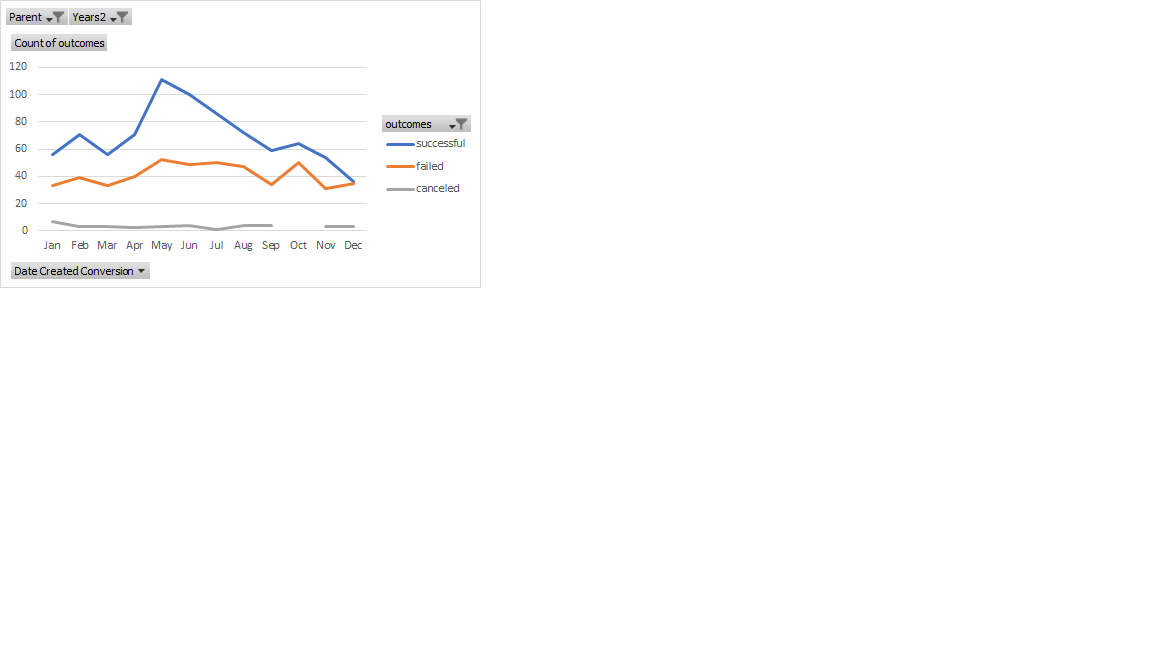 Parent Years2
Count of outcomes
120
100
80
60
40
20
0
Jan Feb Mar Apr May Jun Jul Aug Sep Oct Nov Dec
outcomes
successful
failed
canceled
Date Created Conversion